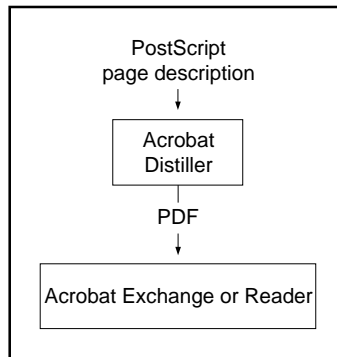 PostScript
page description
Acrobat
Distiller
PDF
Acrobat Exchange or Reader